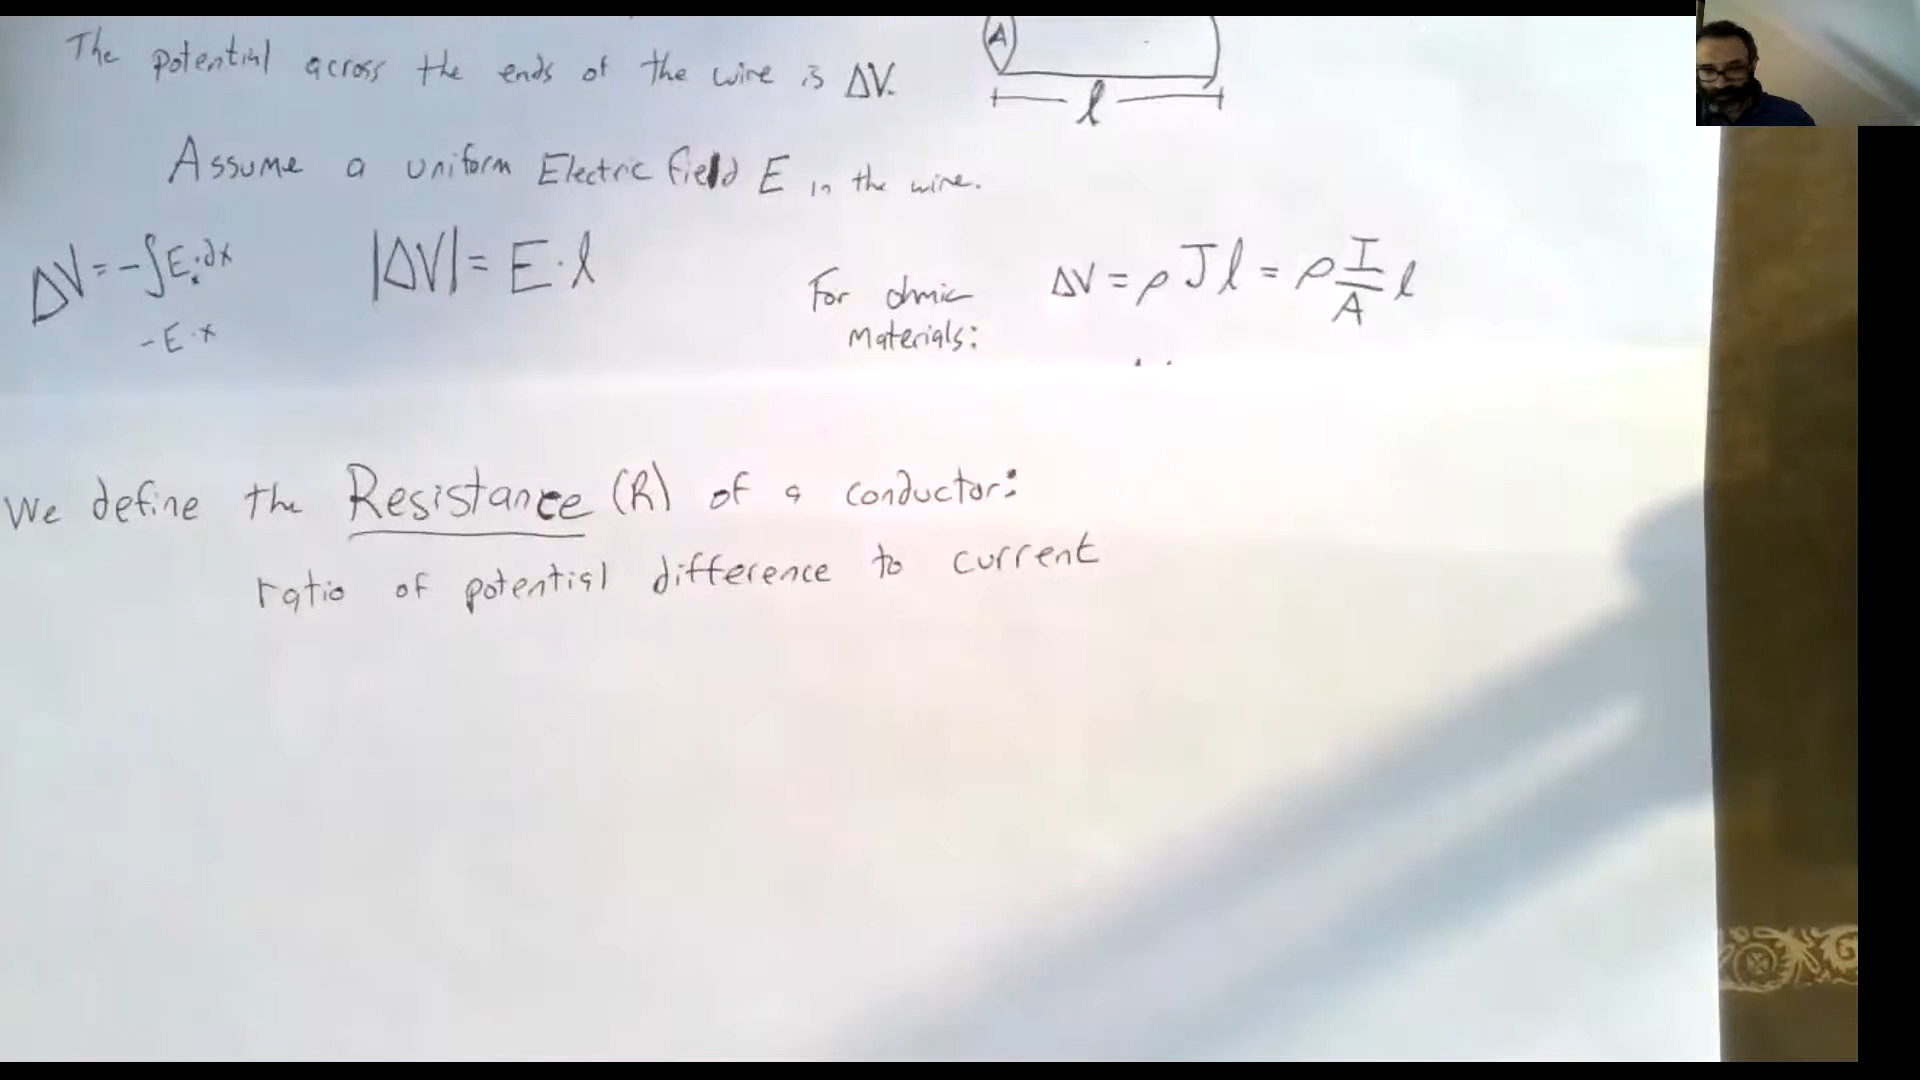 The potential across the ends of the wire is ΔV.
A
l
Assume a uniform Electric field E in the wire.
ΔV = -∫E·dx
-E·x
|ΔV| = E·l
For ohmic
materials:
ΔV = ρJl = ρ I/A l
We define the Resistance (R) of a conductor:
ratio of potential difference to current